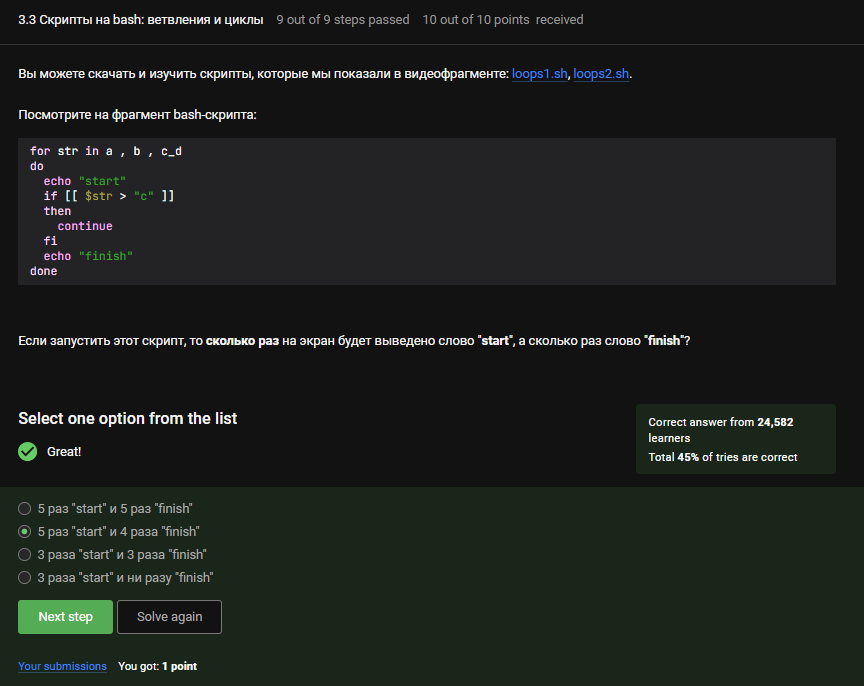 3.3 Скрипты на bash: ветвления и циклы 9 out of 9 steps passed 10 out of 10 points received
Вы можете скачать и изучить скрипты, которые мы показали в видеофрагменте: loops1.sh, loops2.sh.
Посмотрите на фрагмент bash-скрипта:
for str in a , b , c_d
do
  echo "start"
  if [[ $str > "c" ]]
  then
    continue
  fi
  echo "finish"
done
Если запустить этот скрипт, то сколько раз на экран будет выведено слово "start", а сколько раз слово "finish"?
Select one option from the list
Great!
Correct answer from 24,582
learners
Total 45% of tries are correct
5 раз "start" и 5 раз "finish"
5 раз "start" и 4 раза "finish"
3 раза "start" и 3 раза "finish"
3 раза "start" и ни разу "finish"
Next step Solve again
Your submissions You got: 1 point